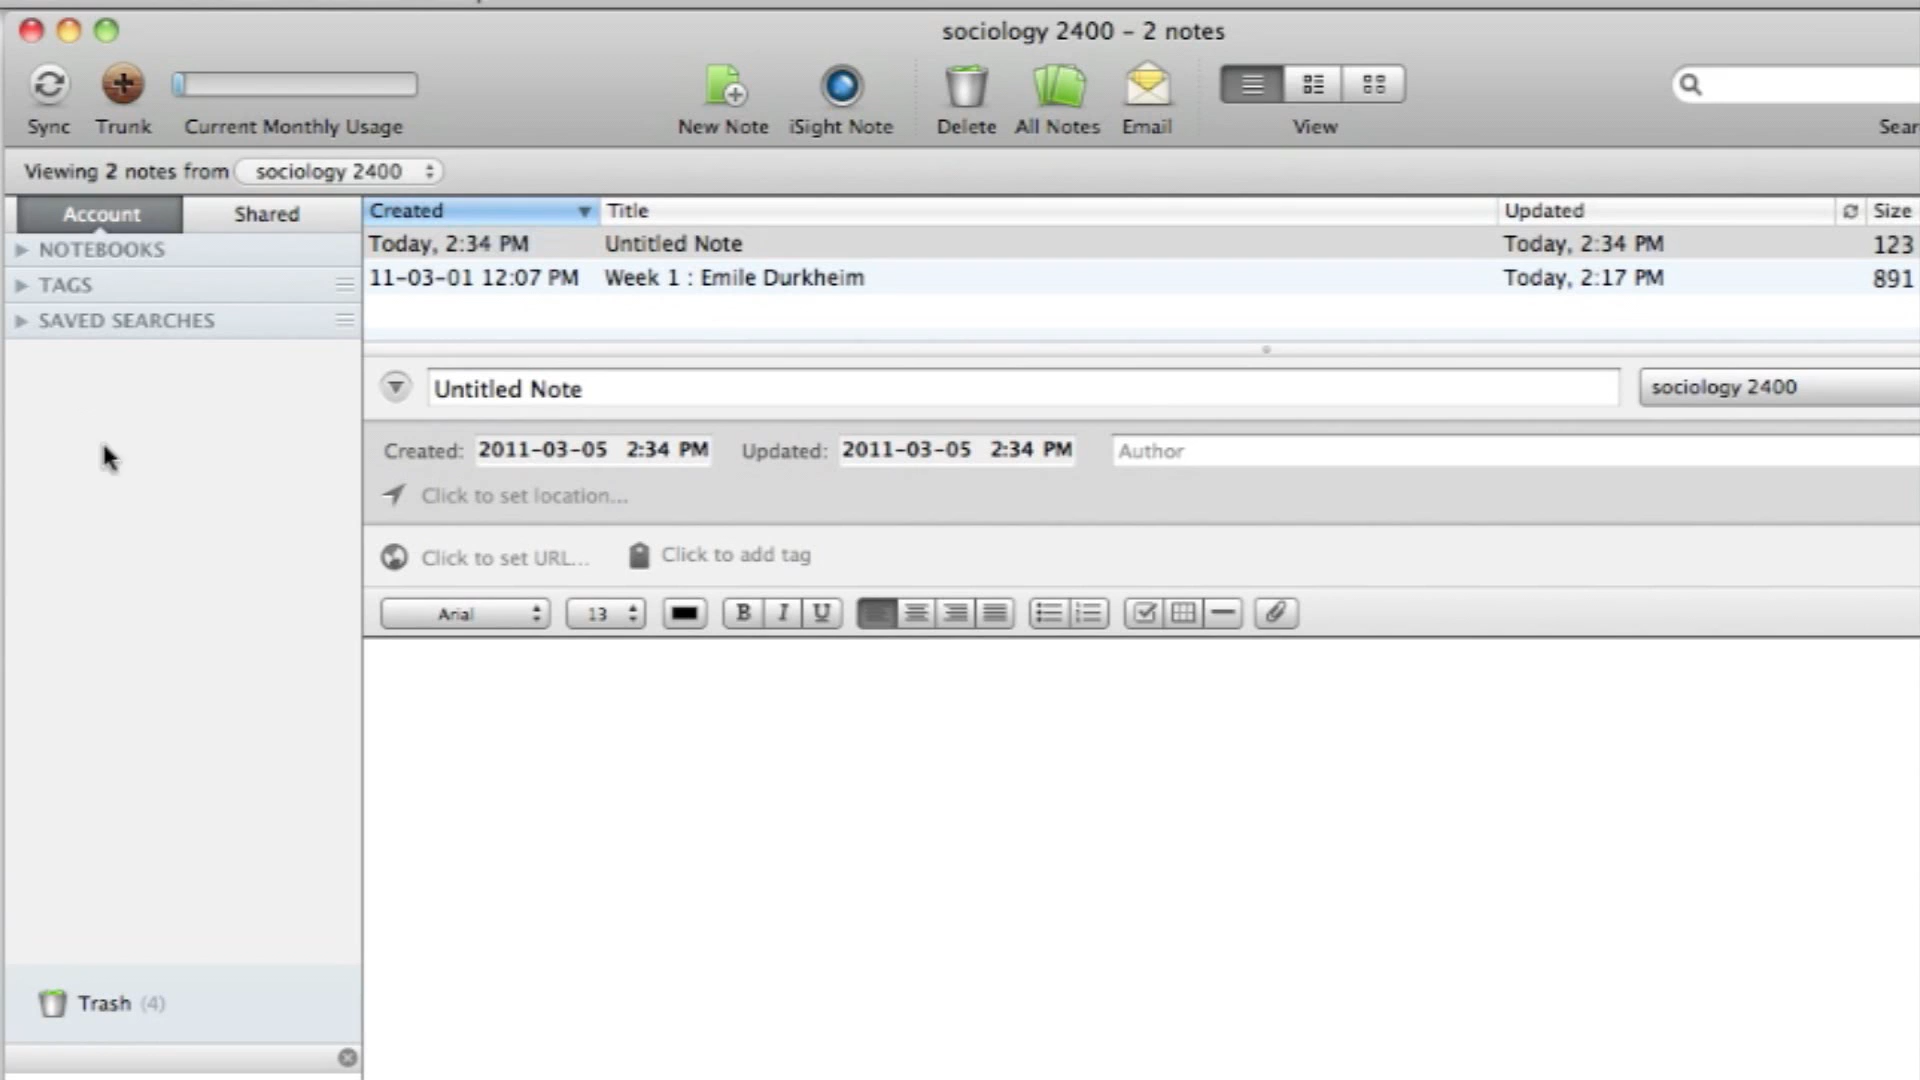 sociology 2400 – 2 notes
Sync Trunk Current Monthly Usage New Note iSight Note Delete All Notes Email View
Viewing 2 notes from sociology 2400
Account Shared
NOTEBOOKS
TAGS
SAVED SEARCHES
Trash (4)
Created Title Updated Size
Today, 2:34 PM Untitled Note Today, 2:34 PM 123
11-03-01 12:07 PM Week 1 : Emile Durkheim Today, 2:17 PM 891
Untitled Note sociology 2400
Created: 2011-03-05 2:34 PM Updated: 2011-03-05 2:34 PM Author
Click to set location...
Click to set URL... Click to add tag
Arial 13 B I U